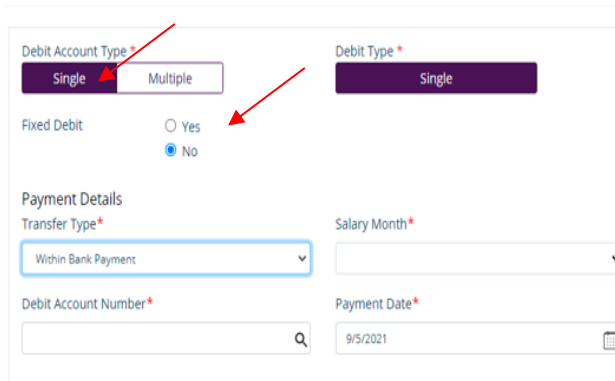 Debit Account Type * Debit Type *
Single Multiple Single
Fixed Debit Yes
No
Payment Details
Transfer Type* Salary Month*
Within Bank Payment
Debit Account Number* Payment Date*
9/5/2021